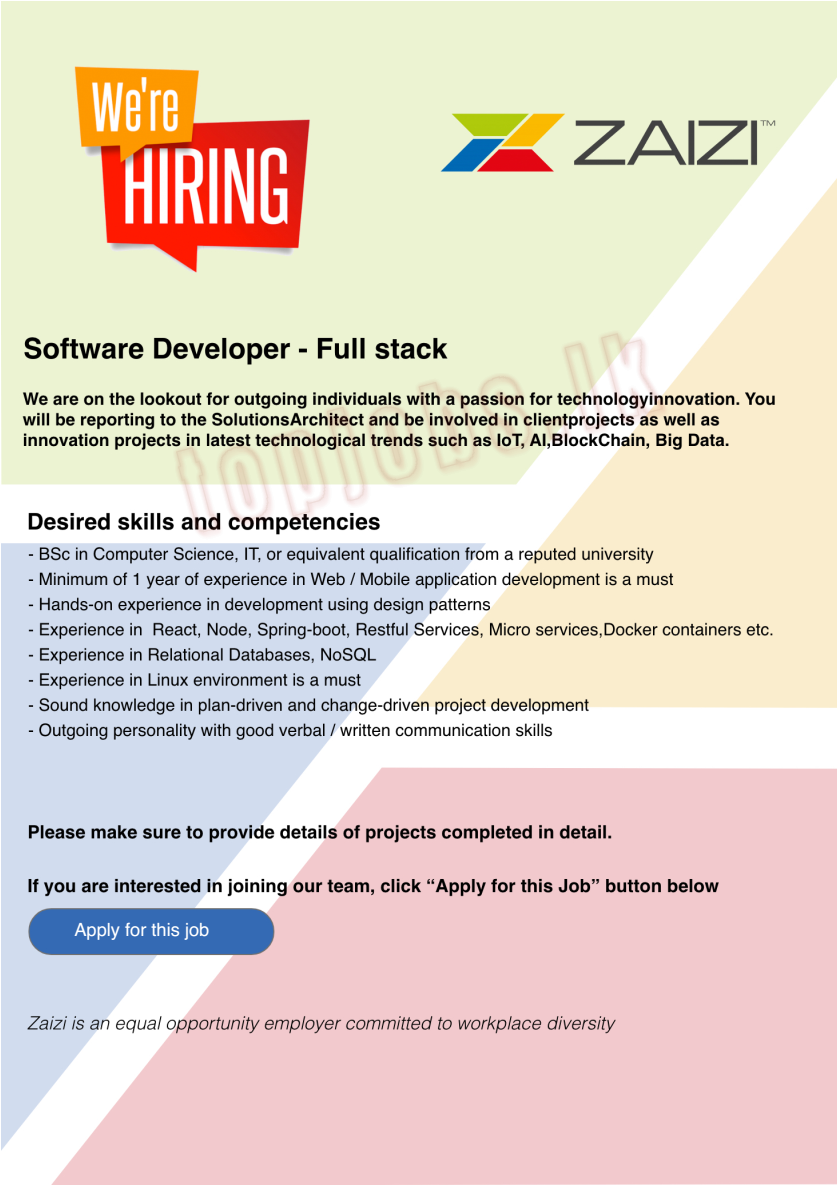 We're
HIRING
ZAIZI™
Software Developer - Full stack
We are on the lookout for outgoing individuals with a passion for technologyinnovation. You
will be reporting to the SolutionsArchitect and be involved in clientprojects as well as
innovation projects in latest technological trends such as IoT, AI,BlockChain, Big Data.
topjobs.lk
Desired skills and competencies
- BSc in Computer Science, IT, or equivalent qualification from a reputed university
- Minimum of 1 year of experience in Web / Mobile application development is a must
- Hands-on experience in development using design patterns
- Experience in  React, Node, Spring-boot, Restful Services, Micro services,Docker containers etc.
- Experience in Relational Databases, NoSQL
- Experience in Linux environment is a must
- Sound knowledge in plan-driven and change-driven project development
- Outgoing personality with good verbal / written communication skills
Please make sure to provide details of projects completed in detail.
If you are interested in joining our team, click “Apply for this Job” button below
Apply for this job
Zaizi is an equal opportunity employer committed to workplace diversity